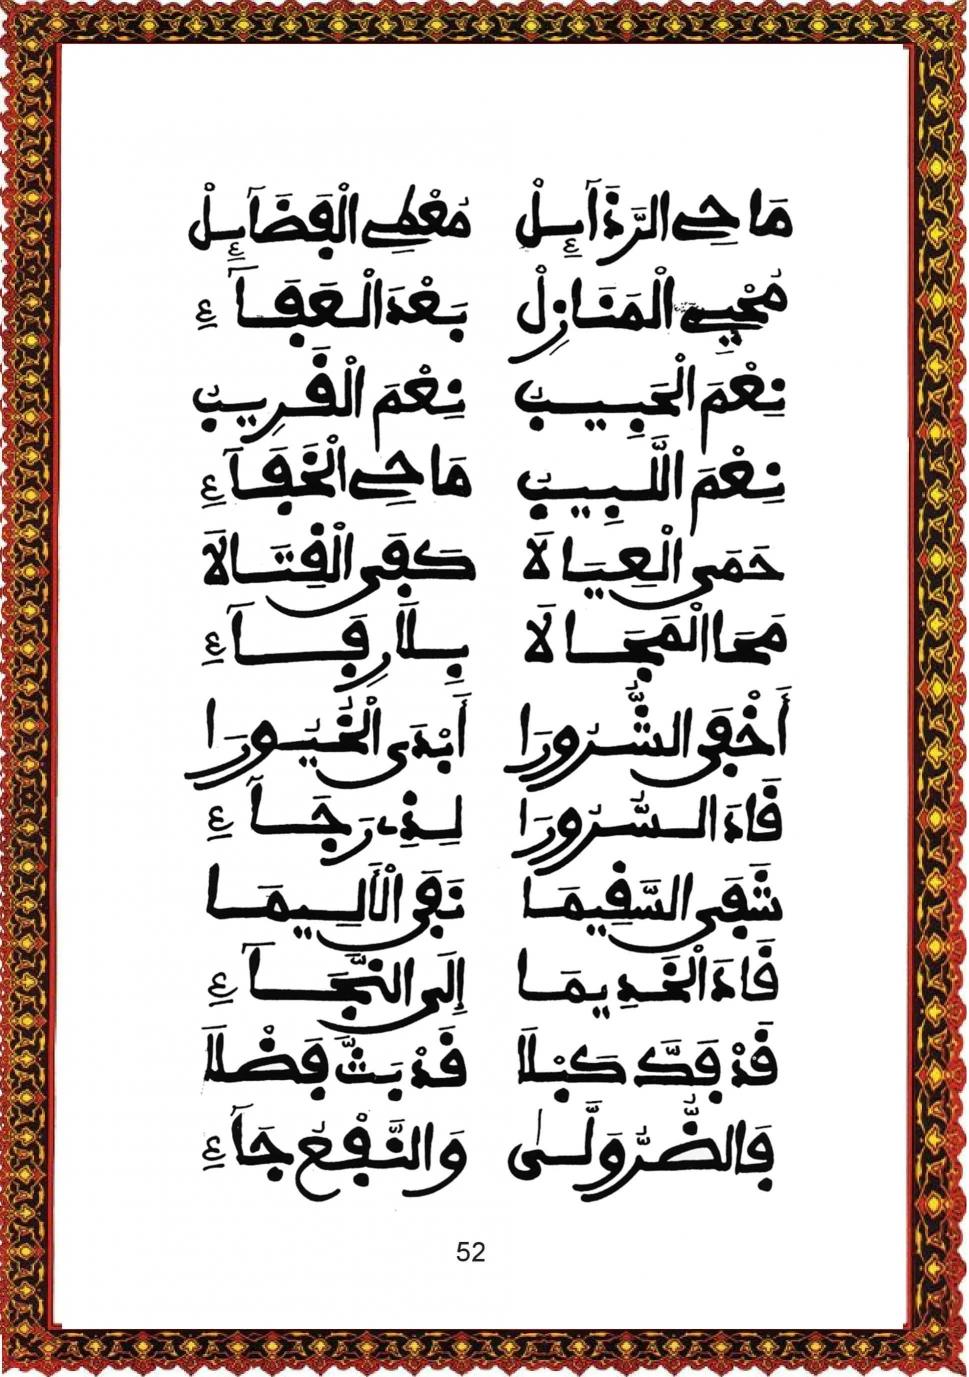 مَاحِي الرَّذَآئِلْ مُعْطِي الْفَضَآئِلْ
مُحْيِي الْمَنَازِلْ بَعْدَ الْعَفَآءِ
نِعْمَ الْحَبِيبُ نِعْمَ الْقَرِيبُ
نِعْمَ اللَّبِيبُ مَاحِي الْخَفَآءِ
حَمَى الْعِيَالَا كَفَى الْقِتَالَا
مَحَا الْمَجَالَا بِلَا رِفَآءِ
أَخْفَى الشُّرُورَا أَبْدَى الْخُيُورَا
قَادَ السُّرُورَا لِذِي رَجَآءِ
شَفَى السَّقِيمَا نَفَى الْأَلِيمَا
قَادَ الْخَدِيمَا إِلَى النَّجَآءِ
قَدْ فَكَّ كَبْلَا قَدْ بَثَّ فَضْلَا
فَالضُّرُّ وَلَّى وَالنَّفْعُ جَآءِ
52